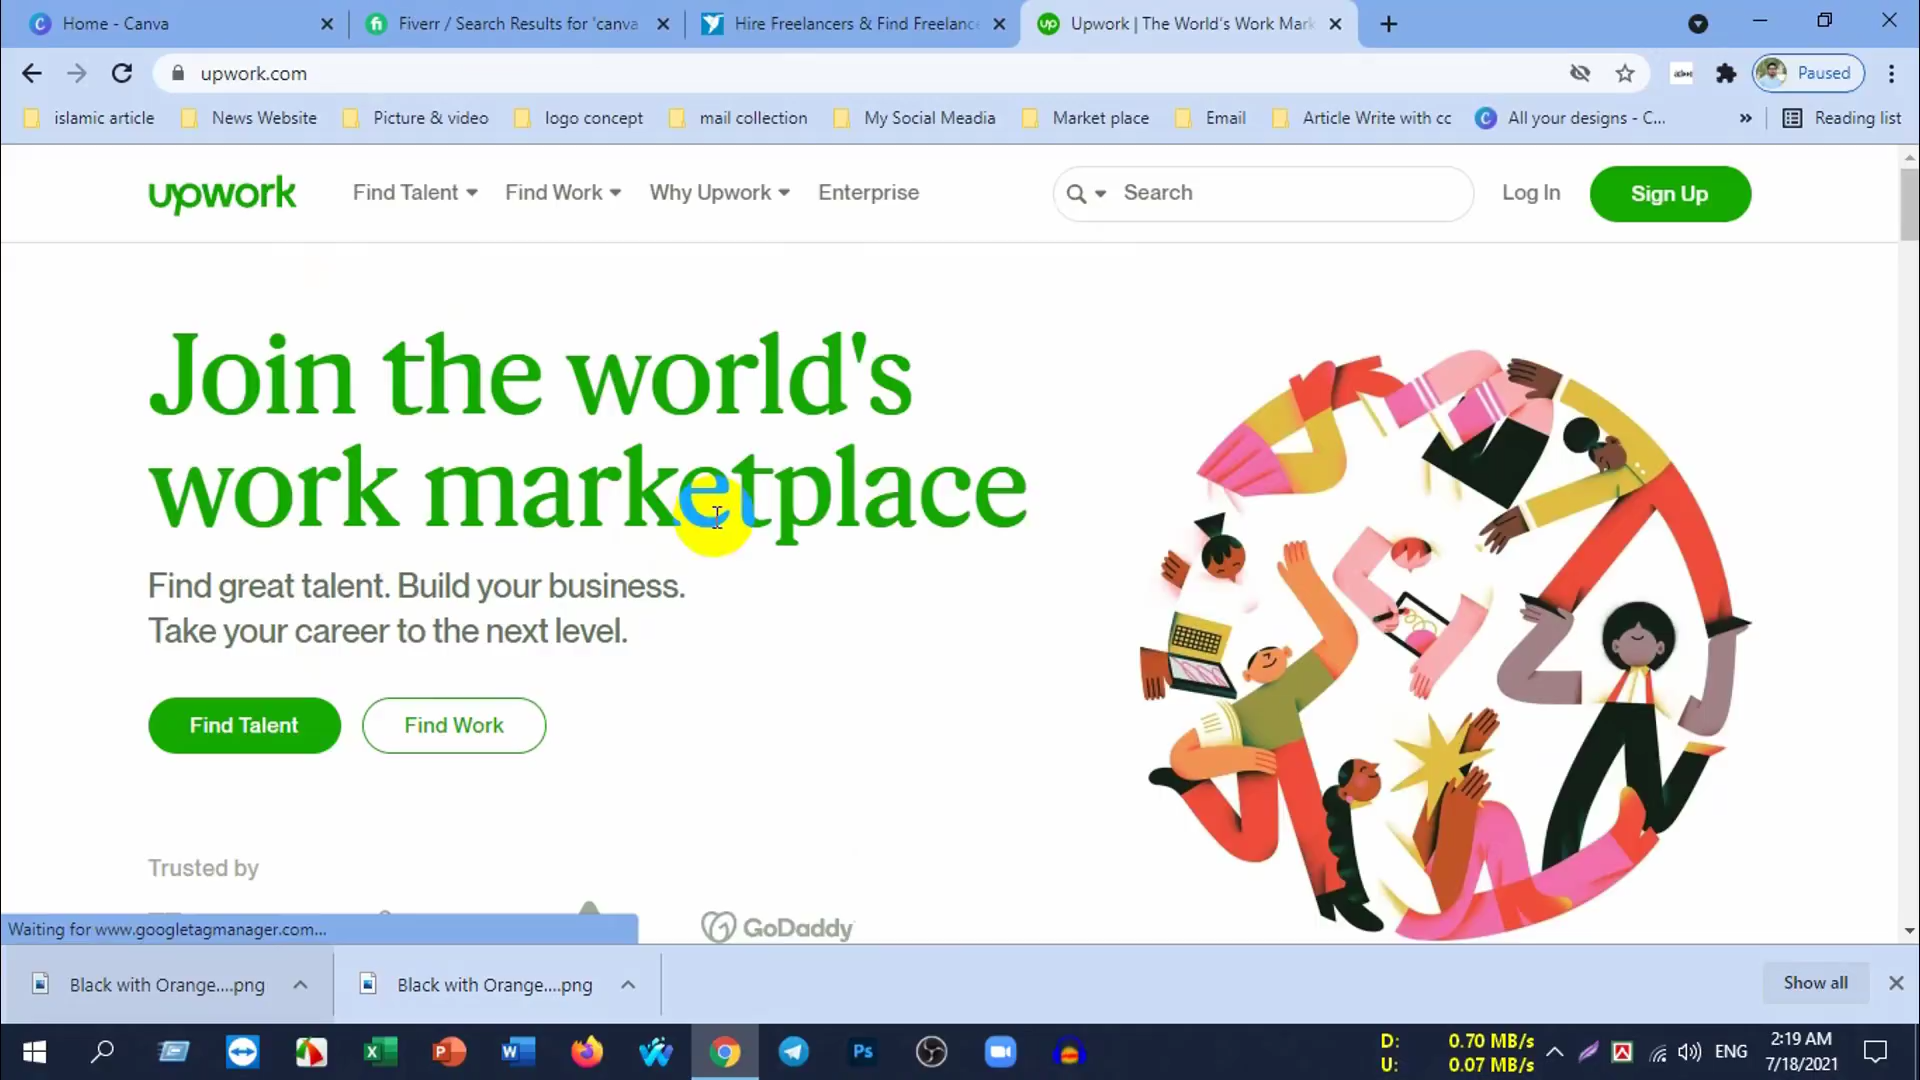 Home - Canva
Fiverr / Search Results for 'canva
Hire Freelancers & Find Freelanc
Upwork | The World's Work Mark
upwork.com
Paused
islamic article
News Website
Picture & video
logo concept
mail collection
My Social Meadia
Market place
Email
Article Write with cc
All your designs - C...
Reading list
upwork
Find Talent
Find Work
Why Upwork
Enterprise
Search
Log In
Sign Up
Join the world's
work marketplace
Find great talent. Build your business.
Take your career to the next level.
Find Talent
Find Work
Trusted by
GoDaddy
Waiting for www.googletagmanager.com...
Black with Orange....png
Black with Orange....png
Show all
D: 0.70 MB/s
U: 0.07 MB/s
ENG
2:19 AM
7/18/2021